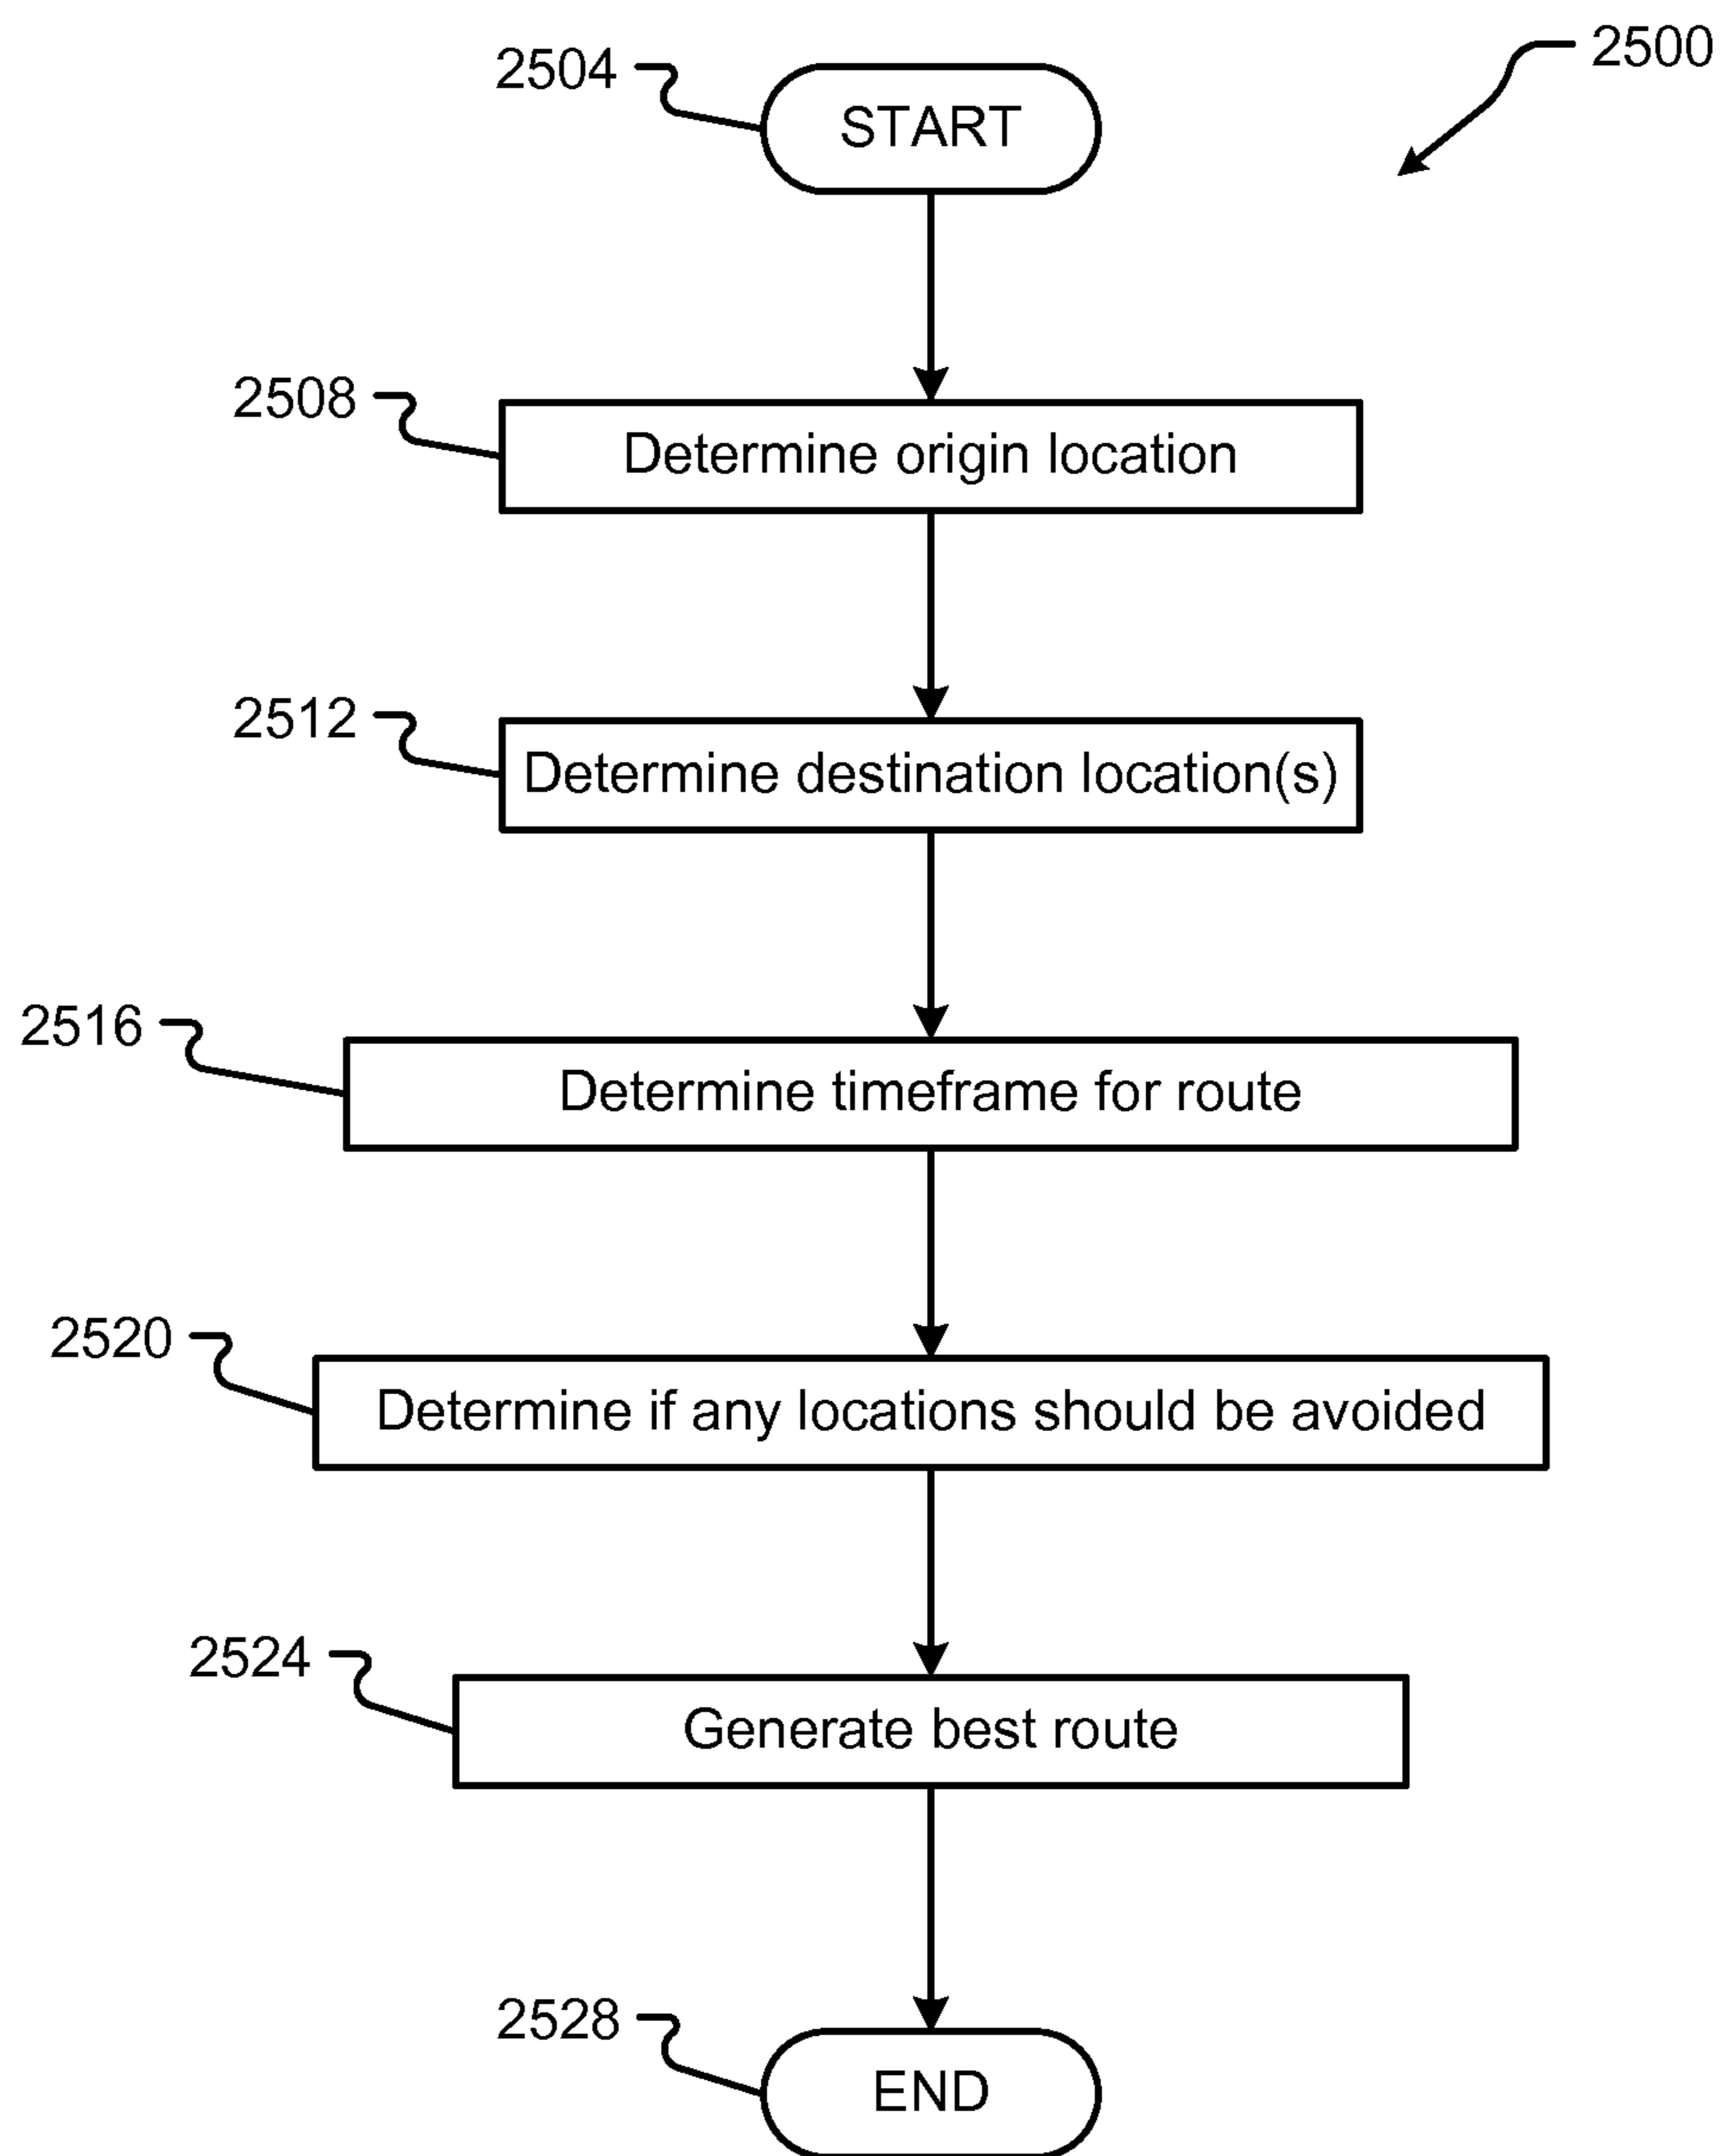 2500
2504
START
2508
Determine origin location
2512
Determine destination location(s)
2516
Determine timeframe for route
2520
Determine if any locations should be avoided
2524
Generate best route
2528
END